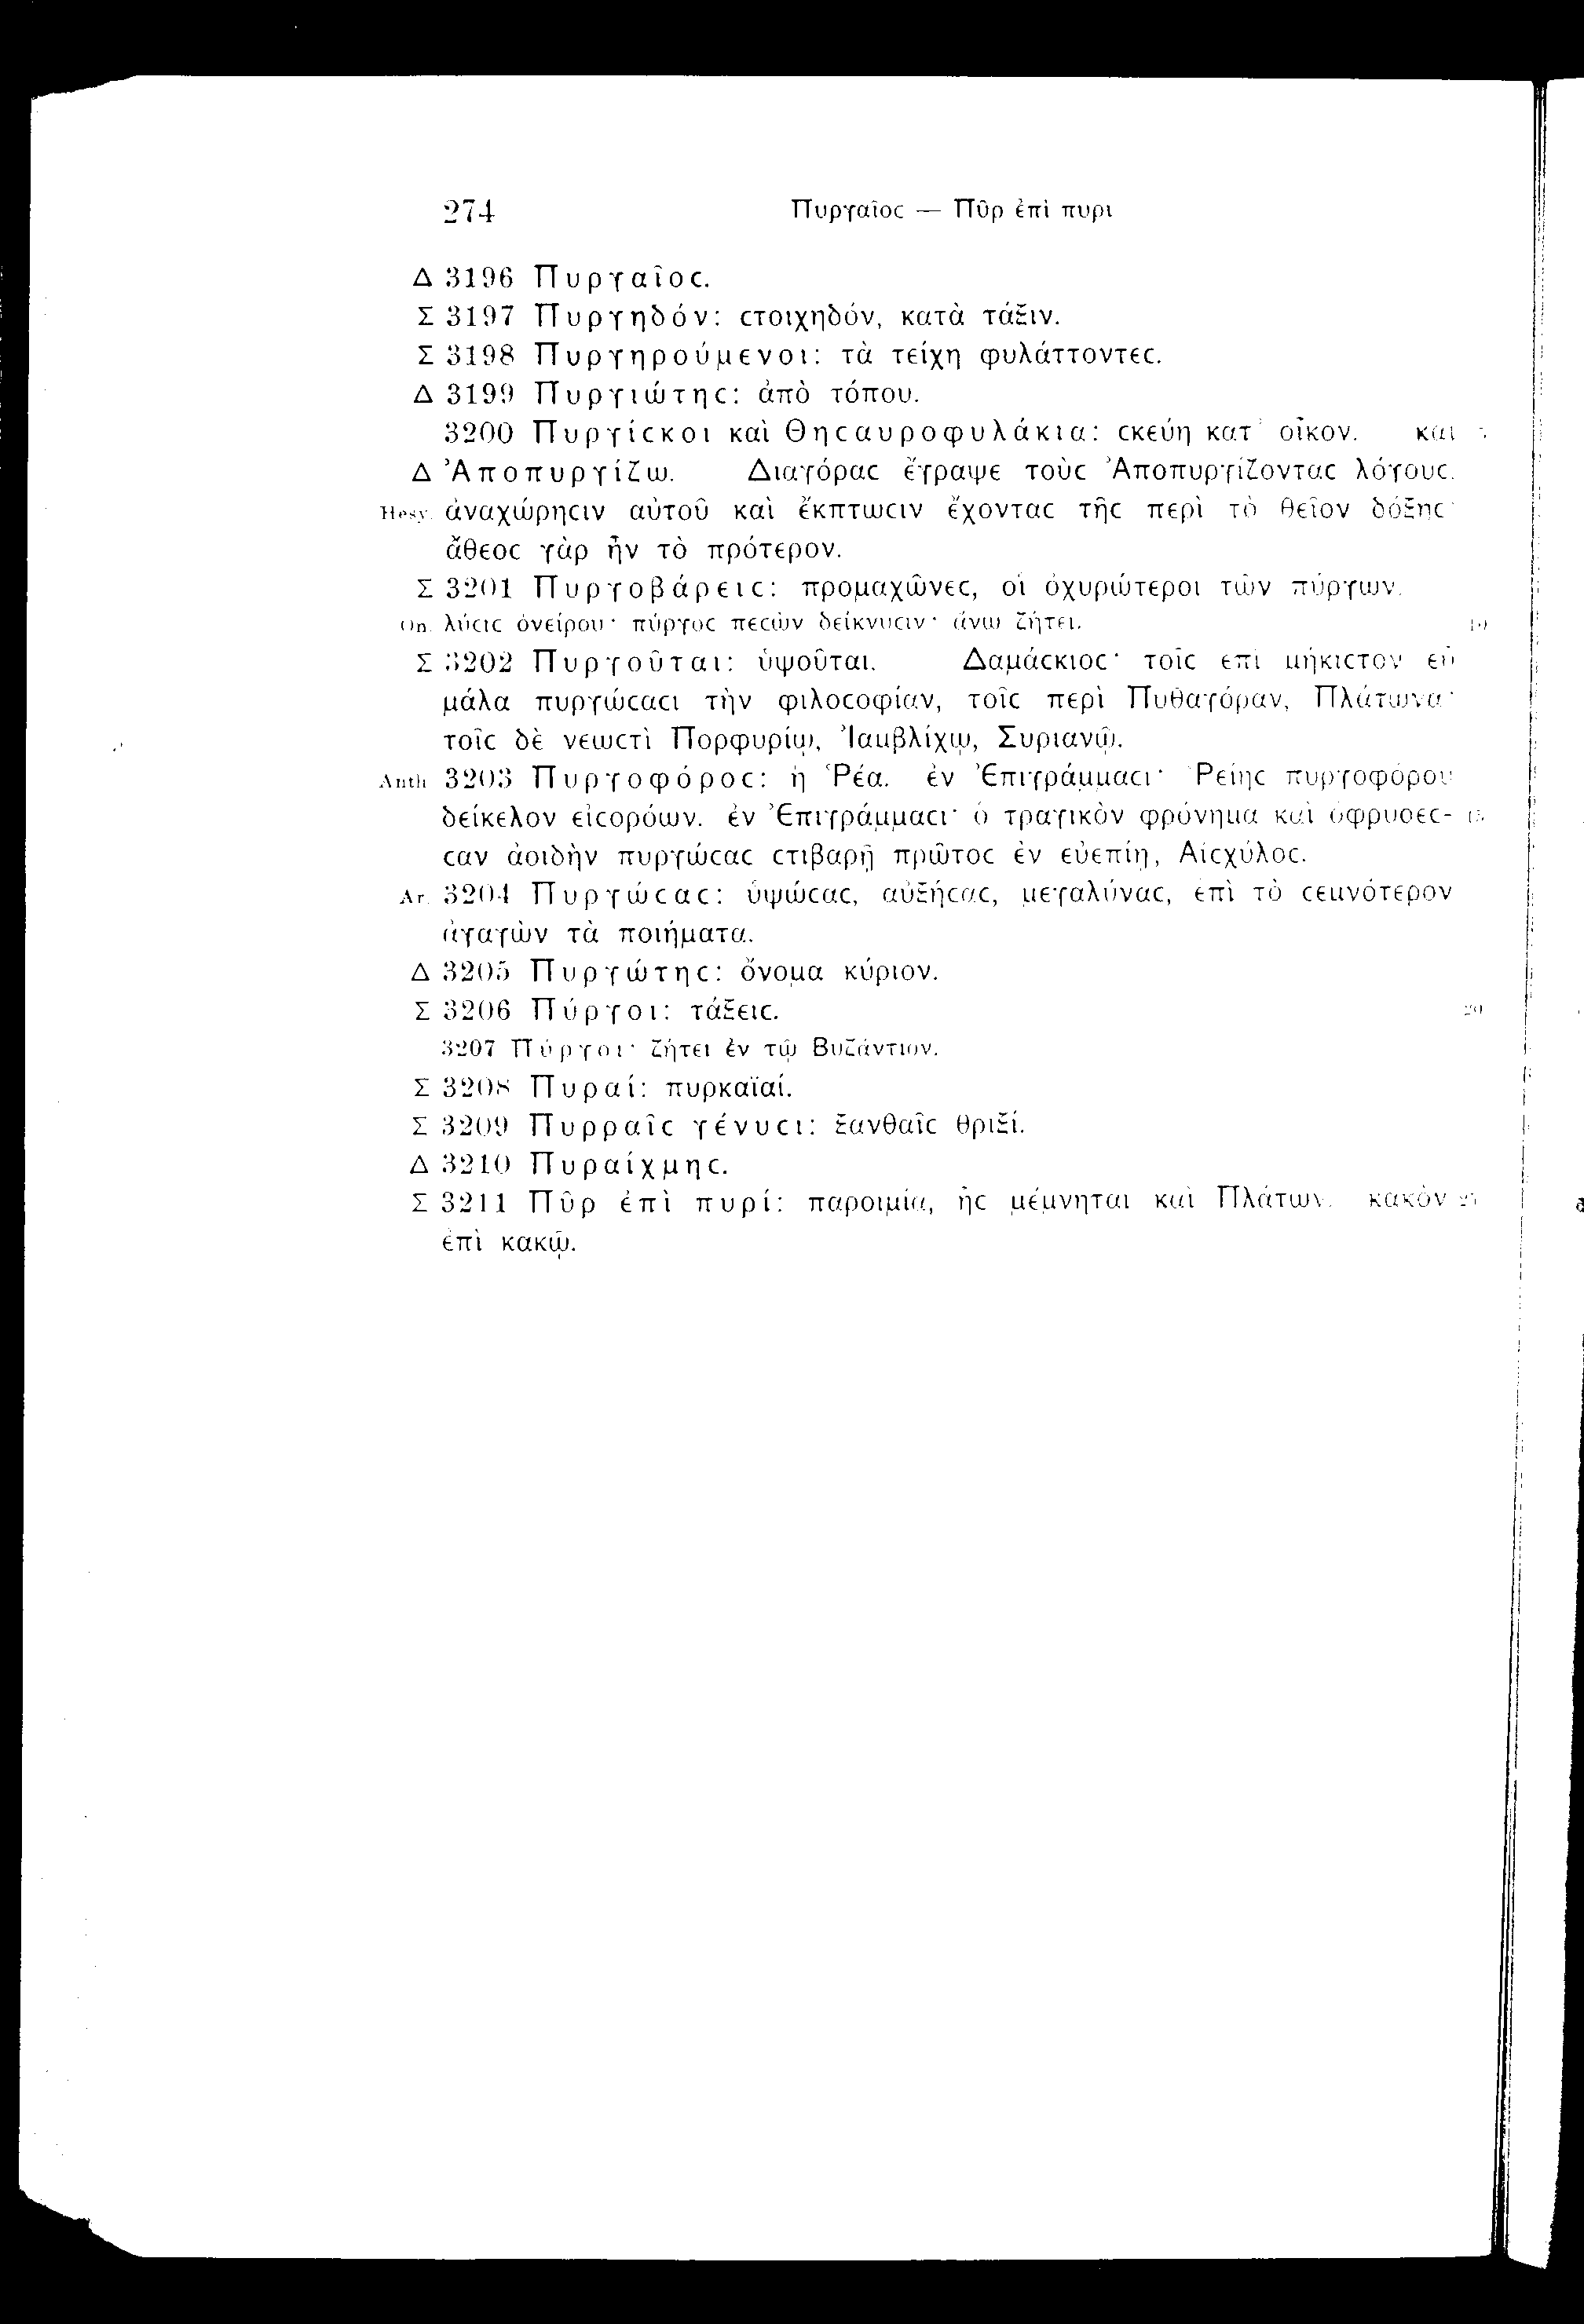 274 Πυργαῖοϲ — Πῦρ ἐπὶ πυρι
Δ 3196 Πυργαῖοϲ.
Σ 3197 Πυργηδόν: ϲτοιχηδόν, κατὰ τάξιν.
Σ 3198 Πυργηρούμενοι: τὰ τείχη φυλάττοντεϲ.
Δ 3199 Πυργιώτηϲ: ἀπὸ τόπου.
3200 Πυργίϲκοι καὶ Θηϲαυροφυλάκια: ϲκεύη κατ᾽ οἶκον. καὶ
Δ Ἀποπυργίζω. Διαγόραϲ ἔγραψε τοὺϲ Ἀποπυργίζονταϲ λόγουϲ.
Hesy. ἀναχώρηϲιν αὐτοῦ καὶ ἔκπτωϲιν ἔχονταϲ τῆϲ περὶ τὸ θεῖον δόξηϲ·
ἄθεοϲ γὰρ ἦν τὸ πρότερον.
Σ 3201 Πυργοβάρειϲ: προμαχῶνεϲ, οἱ ὀχυρώτεροι τῶν πύργων.
On. λύϲιϲ ὀνείρου· πύργοϲ πεϲὼν δείκνυϲιν· ἄνω ζήτει. 10
Σ 3202 Πυργοῦται: ὑψοῦται. Δαμάϲκιοϲ· τοῖϲ ἐπὶ μήκιϲτον εὖ
μάλα πυργώϲαϲι τὴν φιλοϲοφίαν, τοῖϲ περὶ Πυθαγόραν, Πλάτωνα·
τοῖϲ δὲ νεωϲτὶ Πορφυρίῳ, Ἰαμβλίχῳ, Συριανῷ.
Anth 3203 Πυργοφόροϲ: ἡ Ῥέα. ἐν Ἐπιγράμμαϲι· Ῥείηϲ πυργοφόρου
δείκελον εἰϲορόων. ἐν Ἐπιγράμμαϲι· ὁ τραγικὸν φρόνημα καὶ ὀφρυοεϲ- 15
ϲαν ἀοιδὴν πυργώϲαϲ ϲτιβαρῇ πρῶτοϲ ἐν εὐεπίῃ, Αἰϲχύλοϲ.
Ar. 3204 Πυργώϲαϲ: ὑψώϲαϲ, αὐξήϲαϲ, μεγαλύναϲ, ἐπὶ τὸ ϲεμνότερον
ἀγαγὼν τὰ ποιήματα.
Δ 3205 Πυργώτηϲ: ὄνομα κύριον.
Σ 3206 Πύργοι: τάξειϲ. 20
3207 Πύργοι· ζήτει ἐν τῷ Βυζάντιον.
Σ 3208 Πυραί: πυρκαϊαί.
Σ 3209 Πυρραῖϲ γένυϲι: ξανθαῖϲ θριξί.
Δ 3210 Πυραίχμηϲ.
Σ 3211 Πῦρ ἐπὶ πυρί: παροιμία, ἧϲ μέμνηται καὶ Πλάτων. κακὸν
ἐπὶ κακῷ.